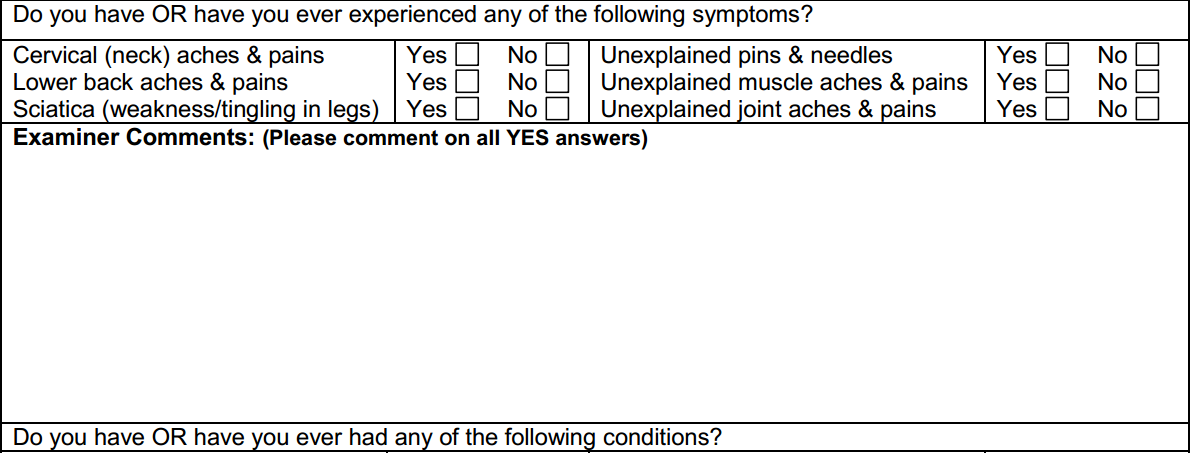 Do you have OR have you ever experienced any of the following symptoms?
Cervical (neck) aches & pains Yes No Unexplained pins & needles Yes No
Lower back aches & pains Yes No Unexplained muscle aches & pains Yes No
Sciatica (weakness/tingling in legs) Yes No Unexplained joint aches & pains Yes No
Examiner Comments: (Please comment on all YES answers)
Do you have OR have you ever had any of the following conditions?